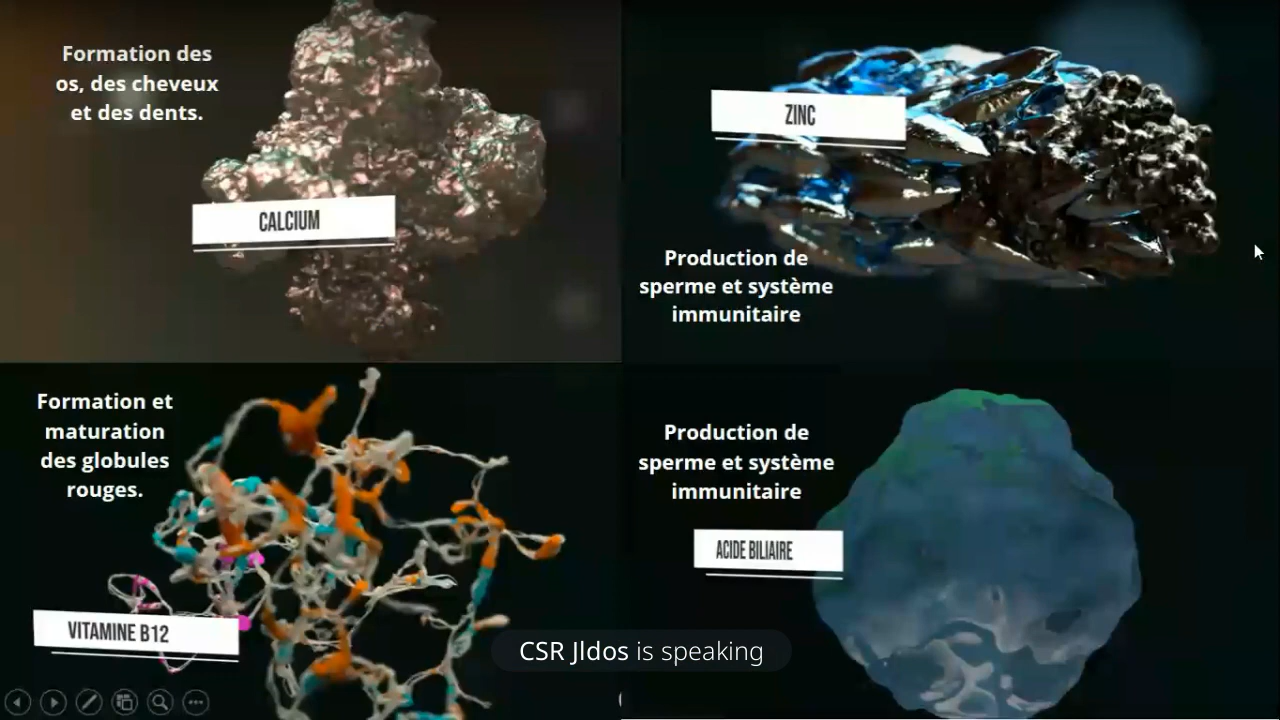 Formation des
os, des cheveux
et des dents.
CALCIUM
ZINC
Production de
sperme et système
immunitaire
Formation et
maturation
des globules
rouges.
VITAMINE B12
Production de
sperme et système
immunitaire
ACIDE BILIAIRE
CSR Jldos is speaking